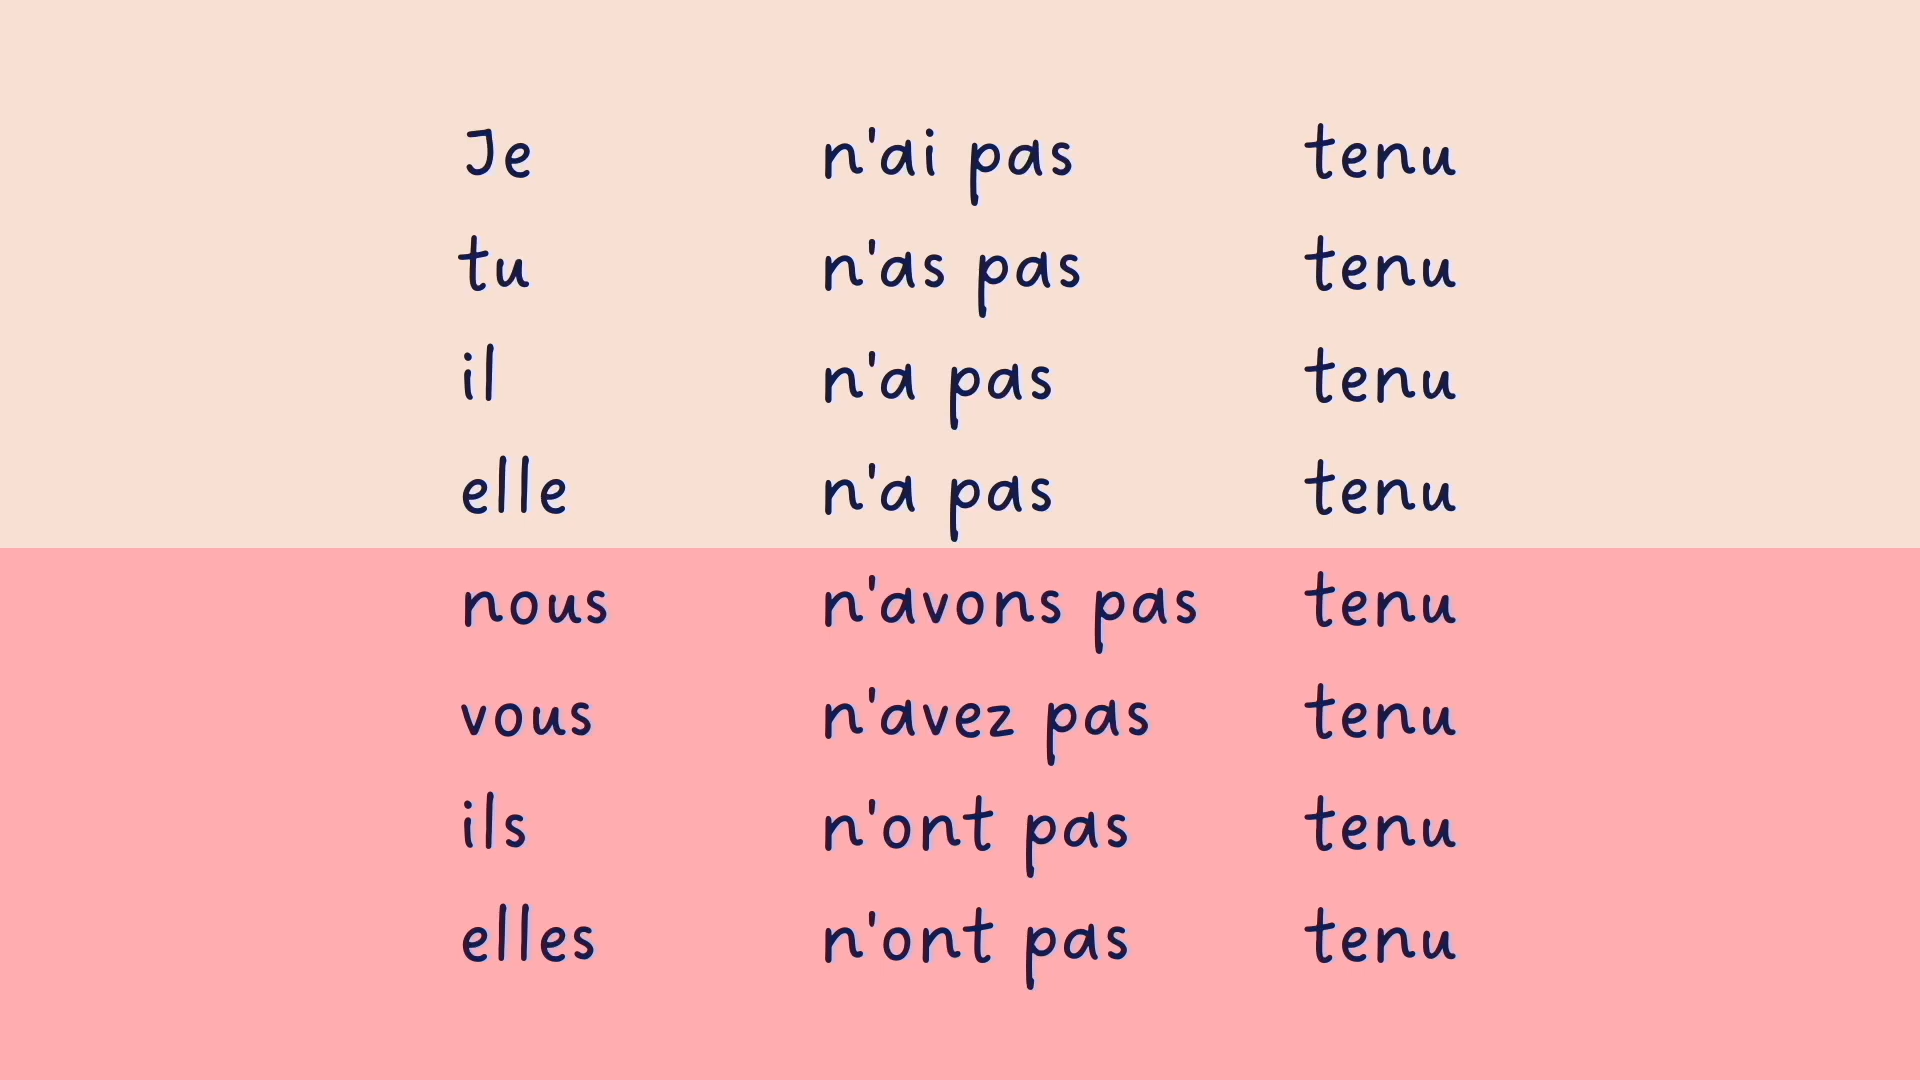 Je n'ai pas tenu
tu n'as pas tenu
il n'a pas tenu
elle n'a pas tenu
nous n'avons pas tenu
vous n'avez pas tenu
ils n'ont pas tenu
elles n'ont pas tenu